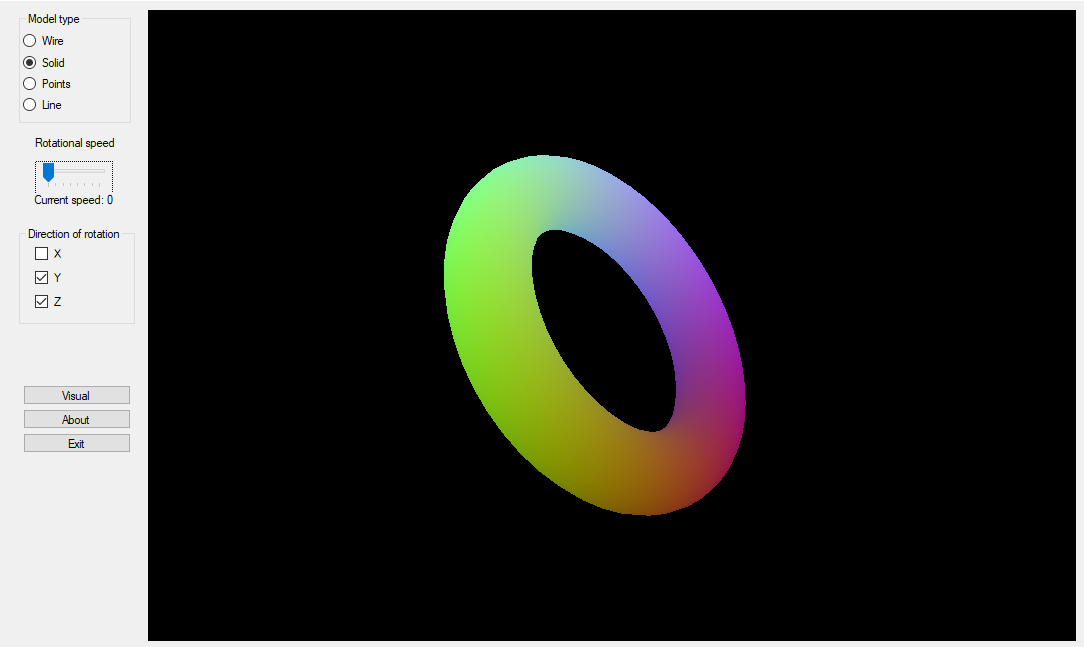 Model type
Wire
Solid
Points
Line
Rotational speed
Current speed: 0
Direction of rotation
X
Y
Z
Visual
About
Exit